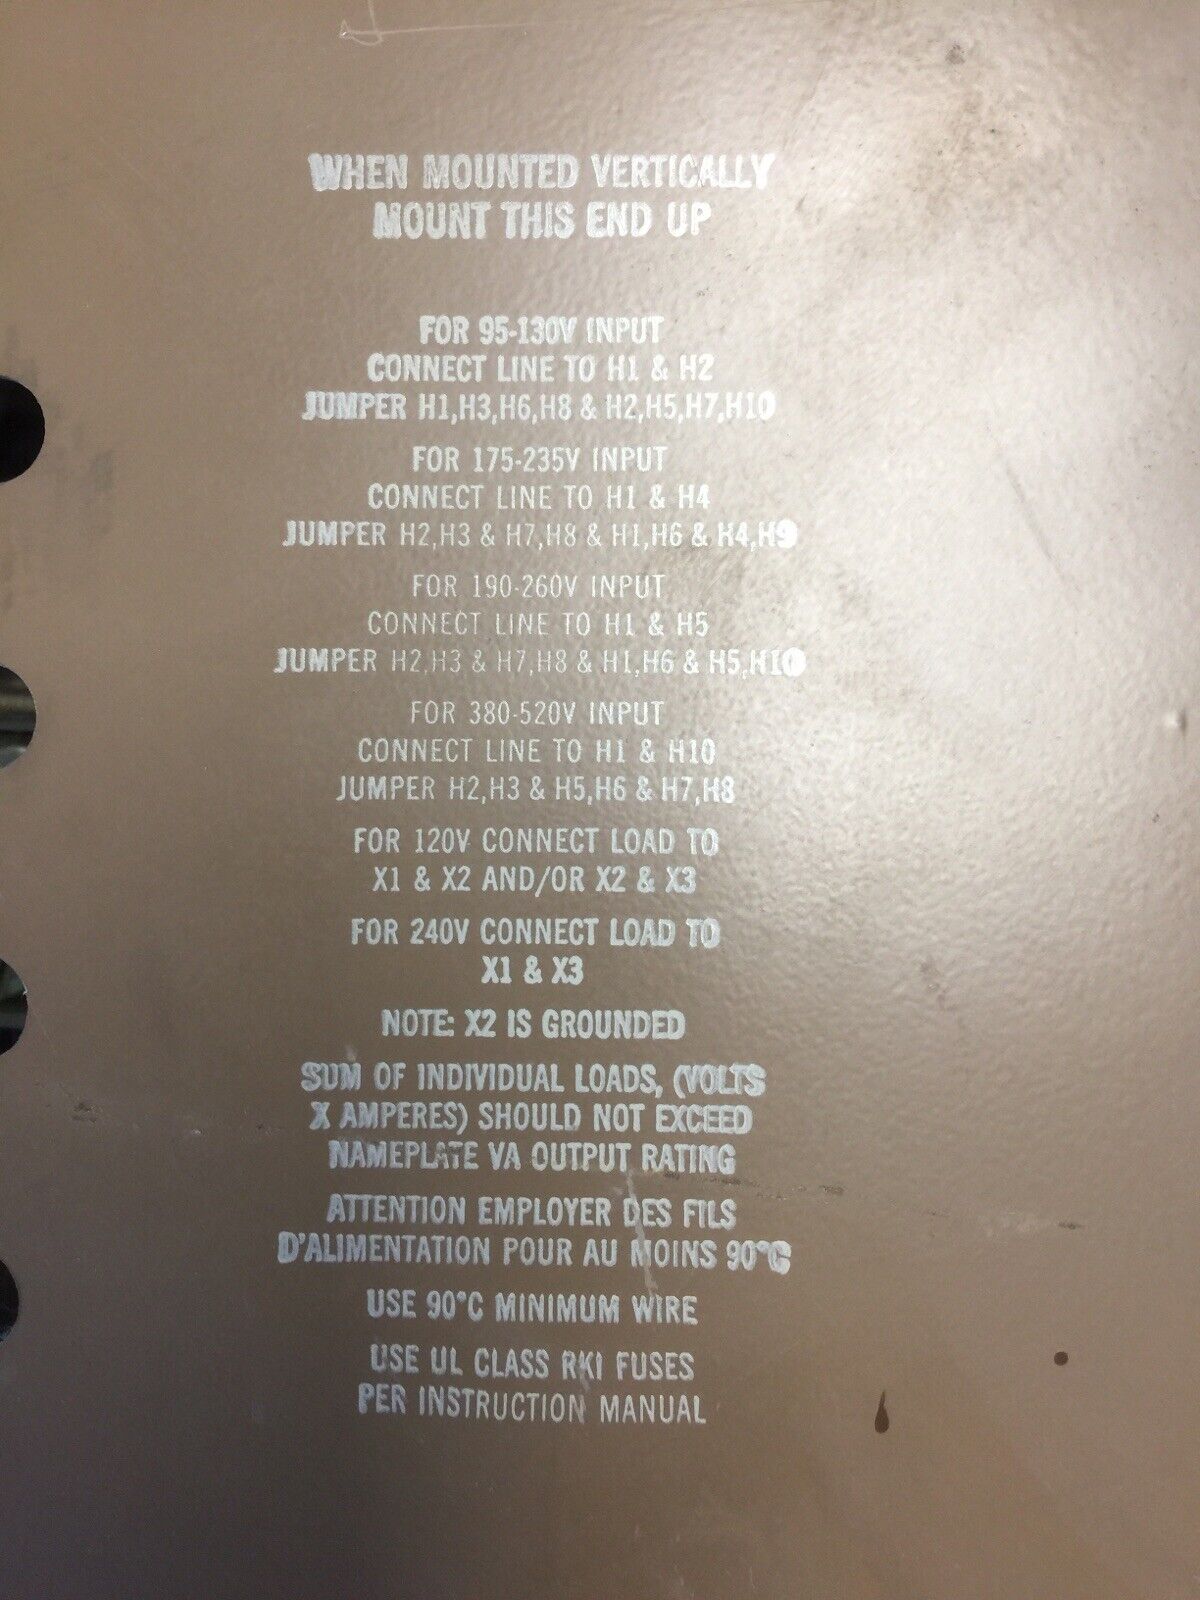 WHEN MOUNTED VERTICALLY
MOUNT THIS END UP
FOR 95-130V INPUT
CONNECT LINE TO H1 & H2
JUMPER H1,H3,H6,H8 & H2,H5,H7,H10
FOR 175-235V INPUT
CONNECT LINE TO H1 & H4
JUMPER H2,H3 & H7,H8 & H1,H6 & H4,H9
FOR 190-260V INPUT
CONNECT LINE TO H1 & H5
JUMPER H2,H3 & H7,H8 & H1,H6 & H5,H10
FOR 380-520V INPUT
CONNECT LINE TO H1 & H10
JUMPER H2,H3 & H5,H6 & H7,H8
FOR 120V CONNECT LOAD TO
X1 & X2 AND/OR X2 & X3
FOR 240V CONNECT LOAD TO
X1 & X3
NOTE: X2 IS GROUNDED
SUM OF INDIVIDUAL LOADS, (VOLTS
X AMPERES) SHOULD NOT EXCEED
NAMEPLATE VA OUTPUT RATING
ATTENTION EMPLOYER DES FILS
D'ALIMENTATION POUR AU MOINS 90°C
USE 90°C MINIMUM WIRE
USE UL CLASS RK1 FUSES
PER INSTRUCTION MANUAL